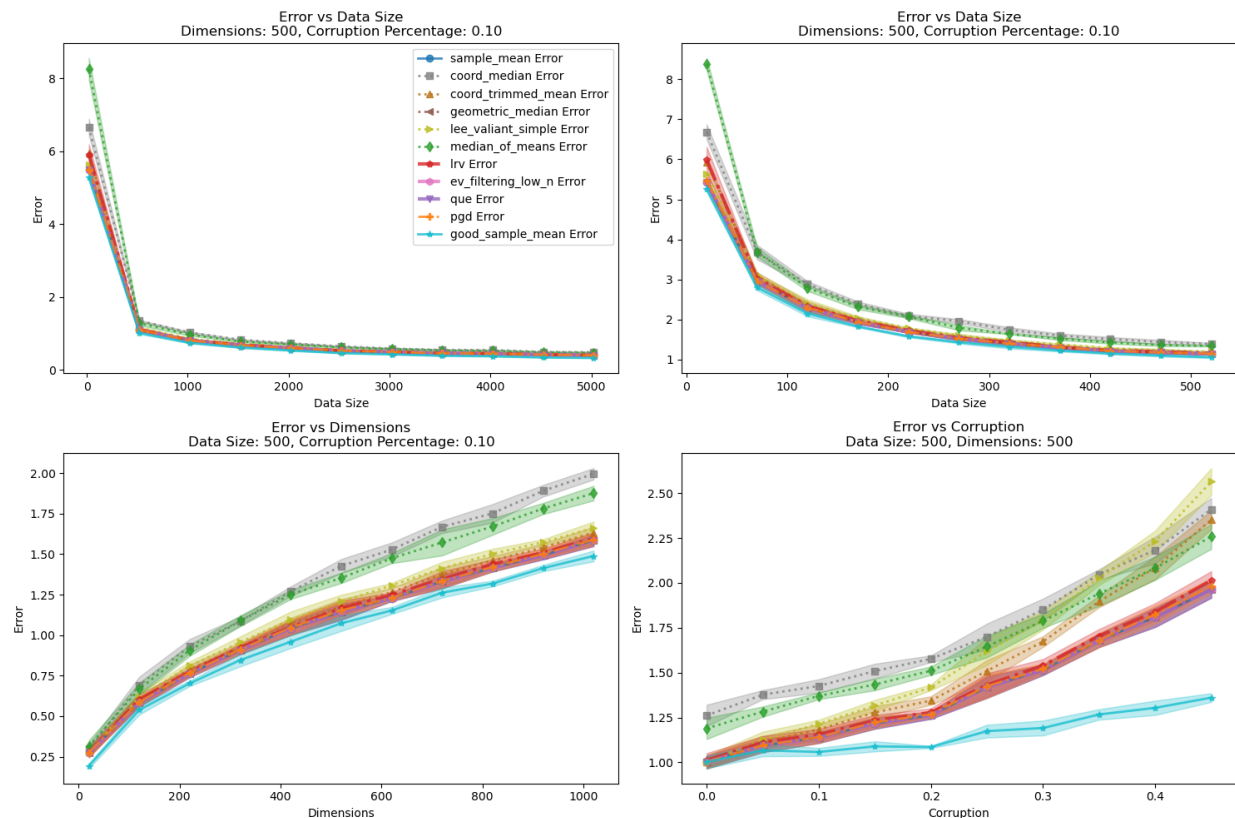 Error vs Data Size
Dimensions: 500, Corruption Percentage: 0.10
Error
8
6
4
2
0
sample_mean Error
coord_median Error
coord_trimmed_mean Error
geometric_median Error
lee_valiant_simple Error
median_of_means Error
lrv Error
ev_filtering_low_n Error
que Error
pgd Error
good_sample_mean Error
0 1000 2000 3000 4000 5000
Data Size
Error vs Data Size
Dimensions: 500, Corruption Percentage: 0.10
Error
8
7
6
5
4
3
2
1
0 100 200 300 400 500
Data Size
Error vs Dimensions
Data Size: 500, Corruption Percentage: 0.10
Error
2.00
1.75
1.50
1.25
1.00
0.75
0.50
0.25
0 200 400 600 800 1000
Dimensions
Error vs Corruption
Data Size: 500, Dimensions: 500
Error
2.50
2.25
2.00
1.75
1.50
1.25
1.00
0.0 0.1 0.2 0.3 0.4
Corruption